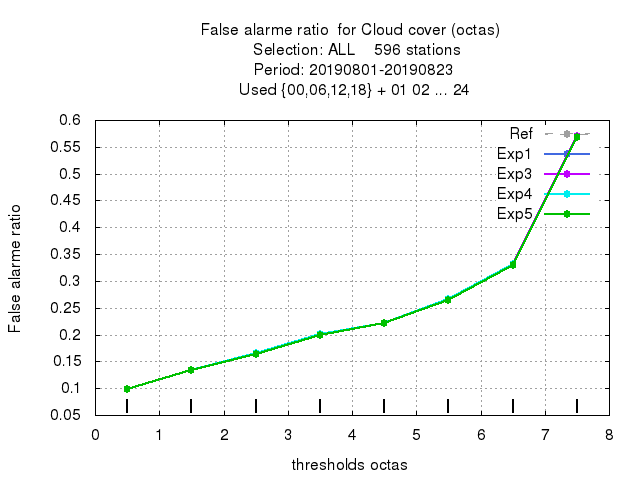 False alarme ratio  for Cloud cover (octas)
Selection: ALL    596 stations
Period: 20190801-20190823
Used {00,06,12,18} + 01 02 ... 24
0.6
0.55
0.5
0.45
0.4
0.35
0.3
0.25
0.2
0.15
0.1
0.05
False alarme ratio
Ref
Exp1
Exp3
Exp4
Exp5
0 1 2 3 4 5 6 7 8
thresholds octas